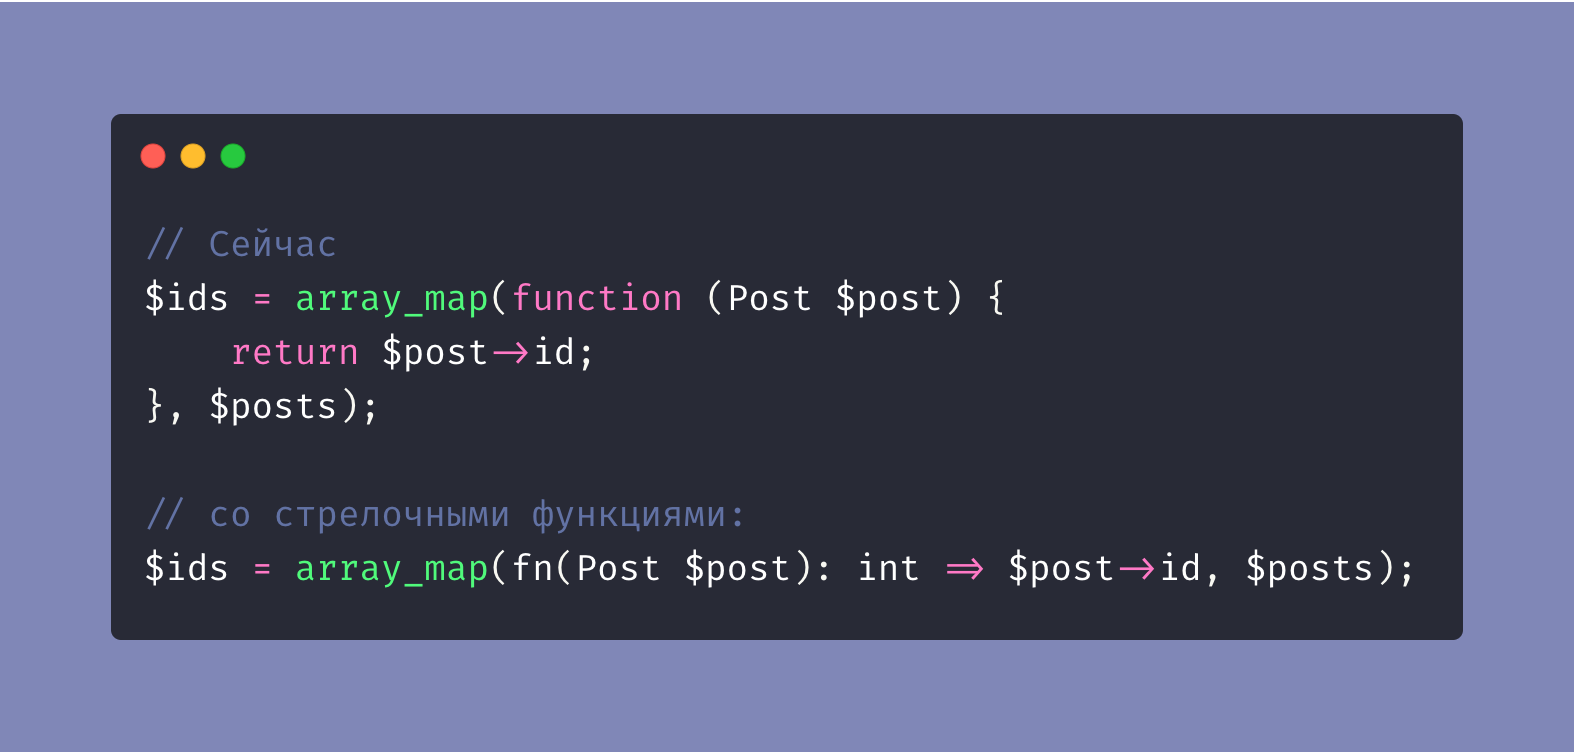 // Сейчас
$ids = array_map(function (Post $post) {
    return $post->id;
}, $posts);

// со стрелочными функциями:
$ids = array_map(fn(Post $post): int => $post->id, $posts);